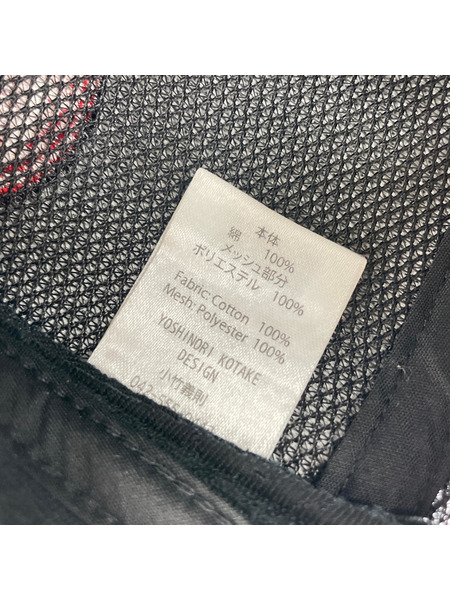 本体
綿 100%
メッシュ部分
ポリエステル 100%
Fabric: Cotton 100%
Mesh: Polyester 100%
YOSHINORI KOTAKE
DESIGN
小竹義則